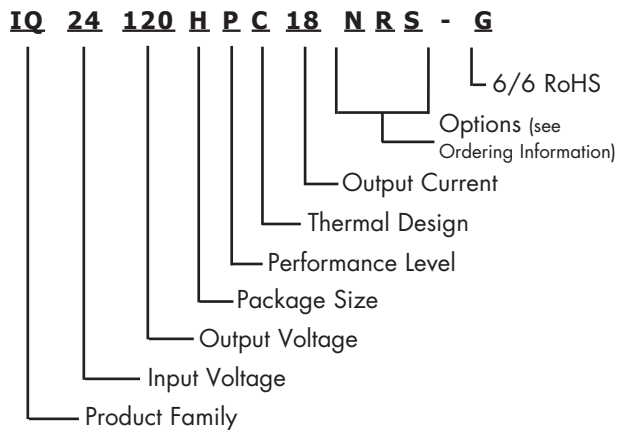 IQ 24 120 H P C 18 N R S - G
6/6 RoHS
Options (see
Ordering Information)
Output Current
Thermal Design
Performance Level
Package Size
Output Voltage
Input Voltage
Product Family